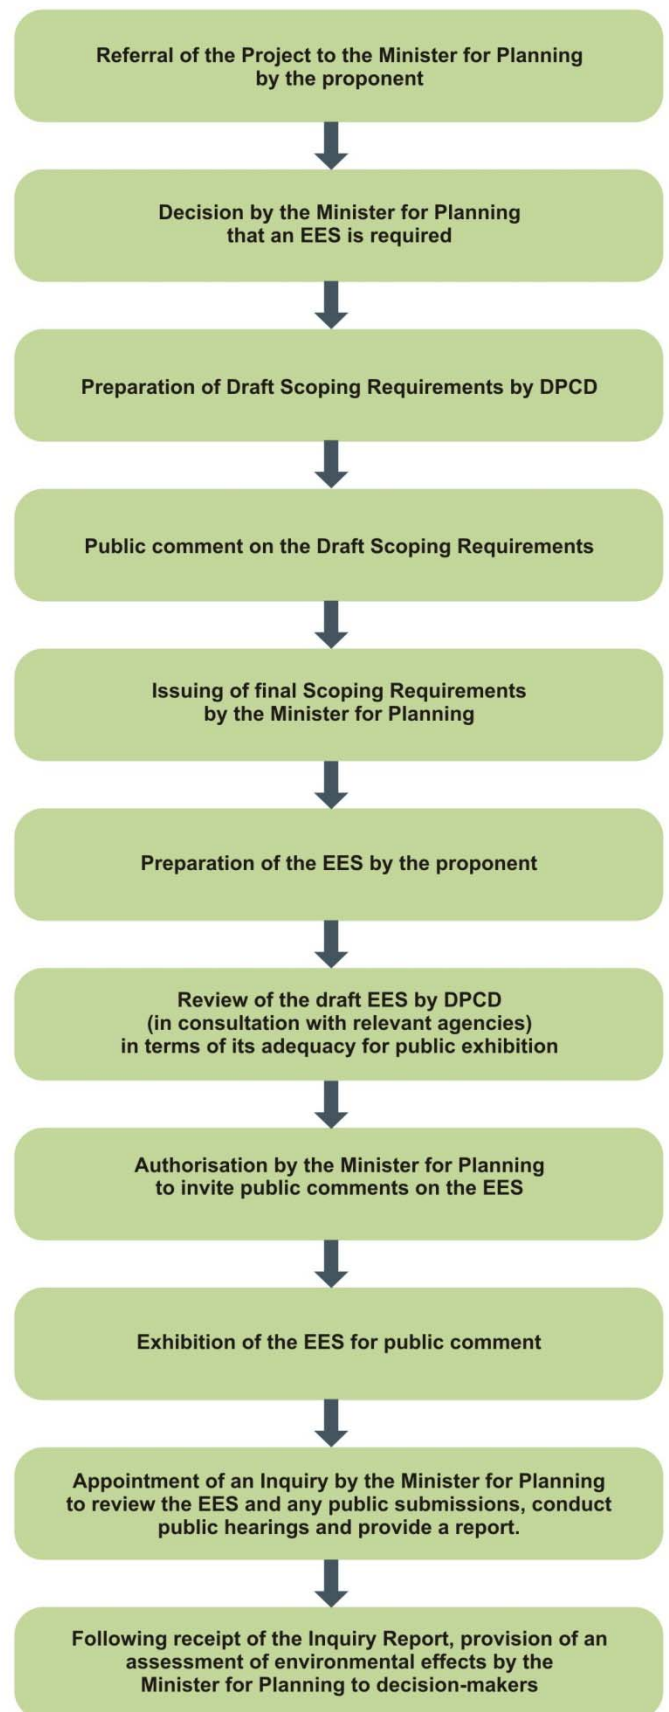 Referral of the Project to the Minister for Planning
by the proponent
Decision by the Minister for Planning
that an EES is required
Preparation of Draft Scoping Requirements by DPCD
Public comment on the Draft Scoping Requirements
Issuing of final Scoping Requirements
by the Minister for Planning
Preparation of the EES by the proponent
Review of the draft EES by DPCD
(in consultation with relevant agencies)
in terms of its adequacy for public exhibition
Authorisation by the Minister for Planning
to invite public comments on the EES
Exhibition of the EES for public comment
Appointment of an Inquiry by the Minister for Planning
to review the EES and any public submissions, conduct
public hearings and provide a report.
Following receipt of the Inquiry Report, provision of an
assessment of environmental effects by the
Minister for Planning to decision-makers